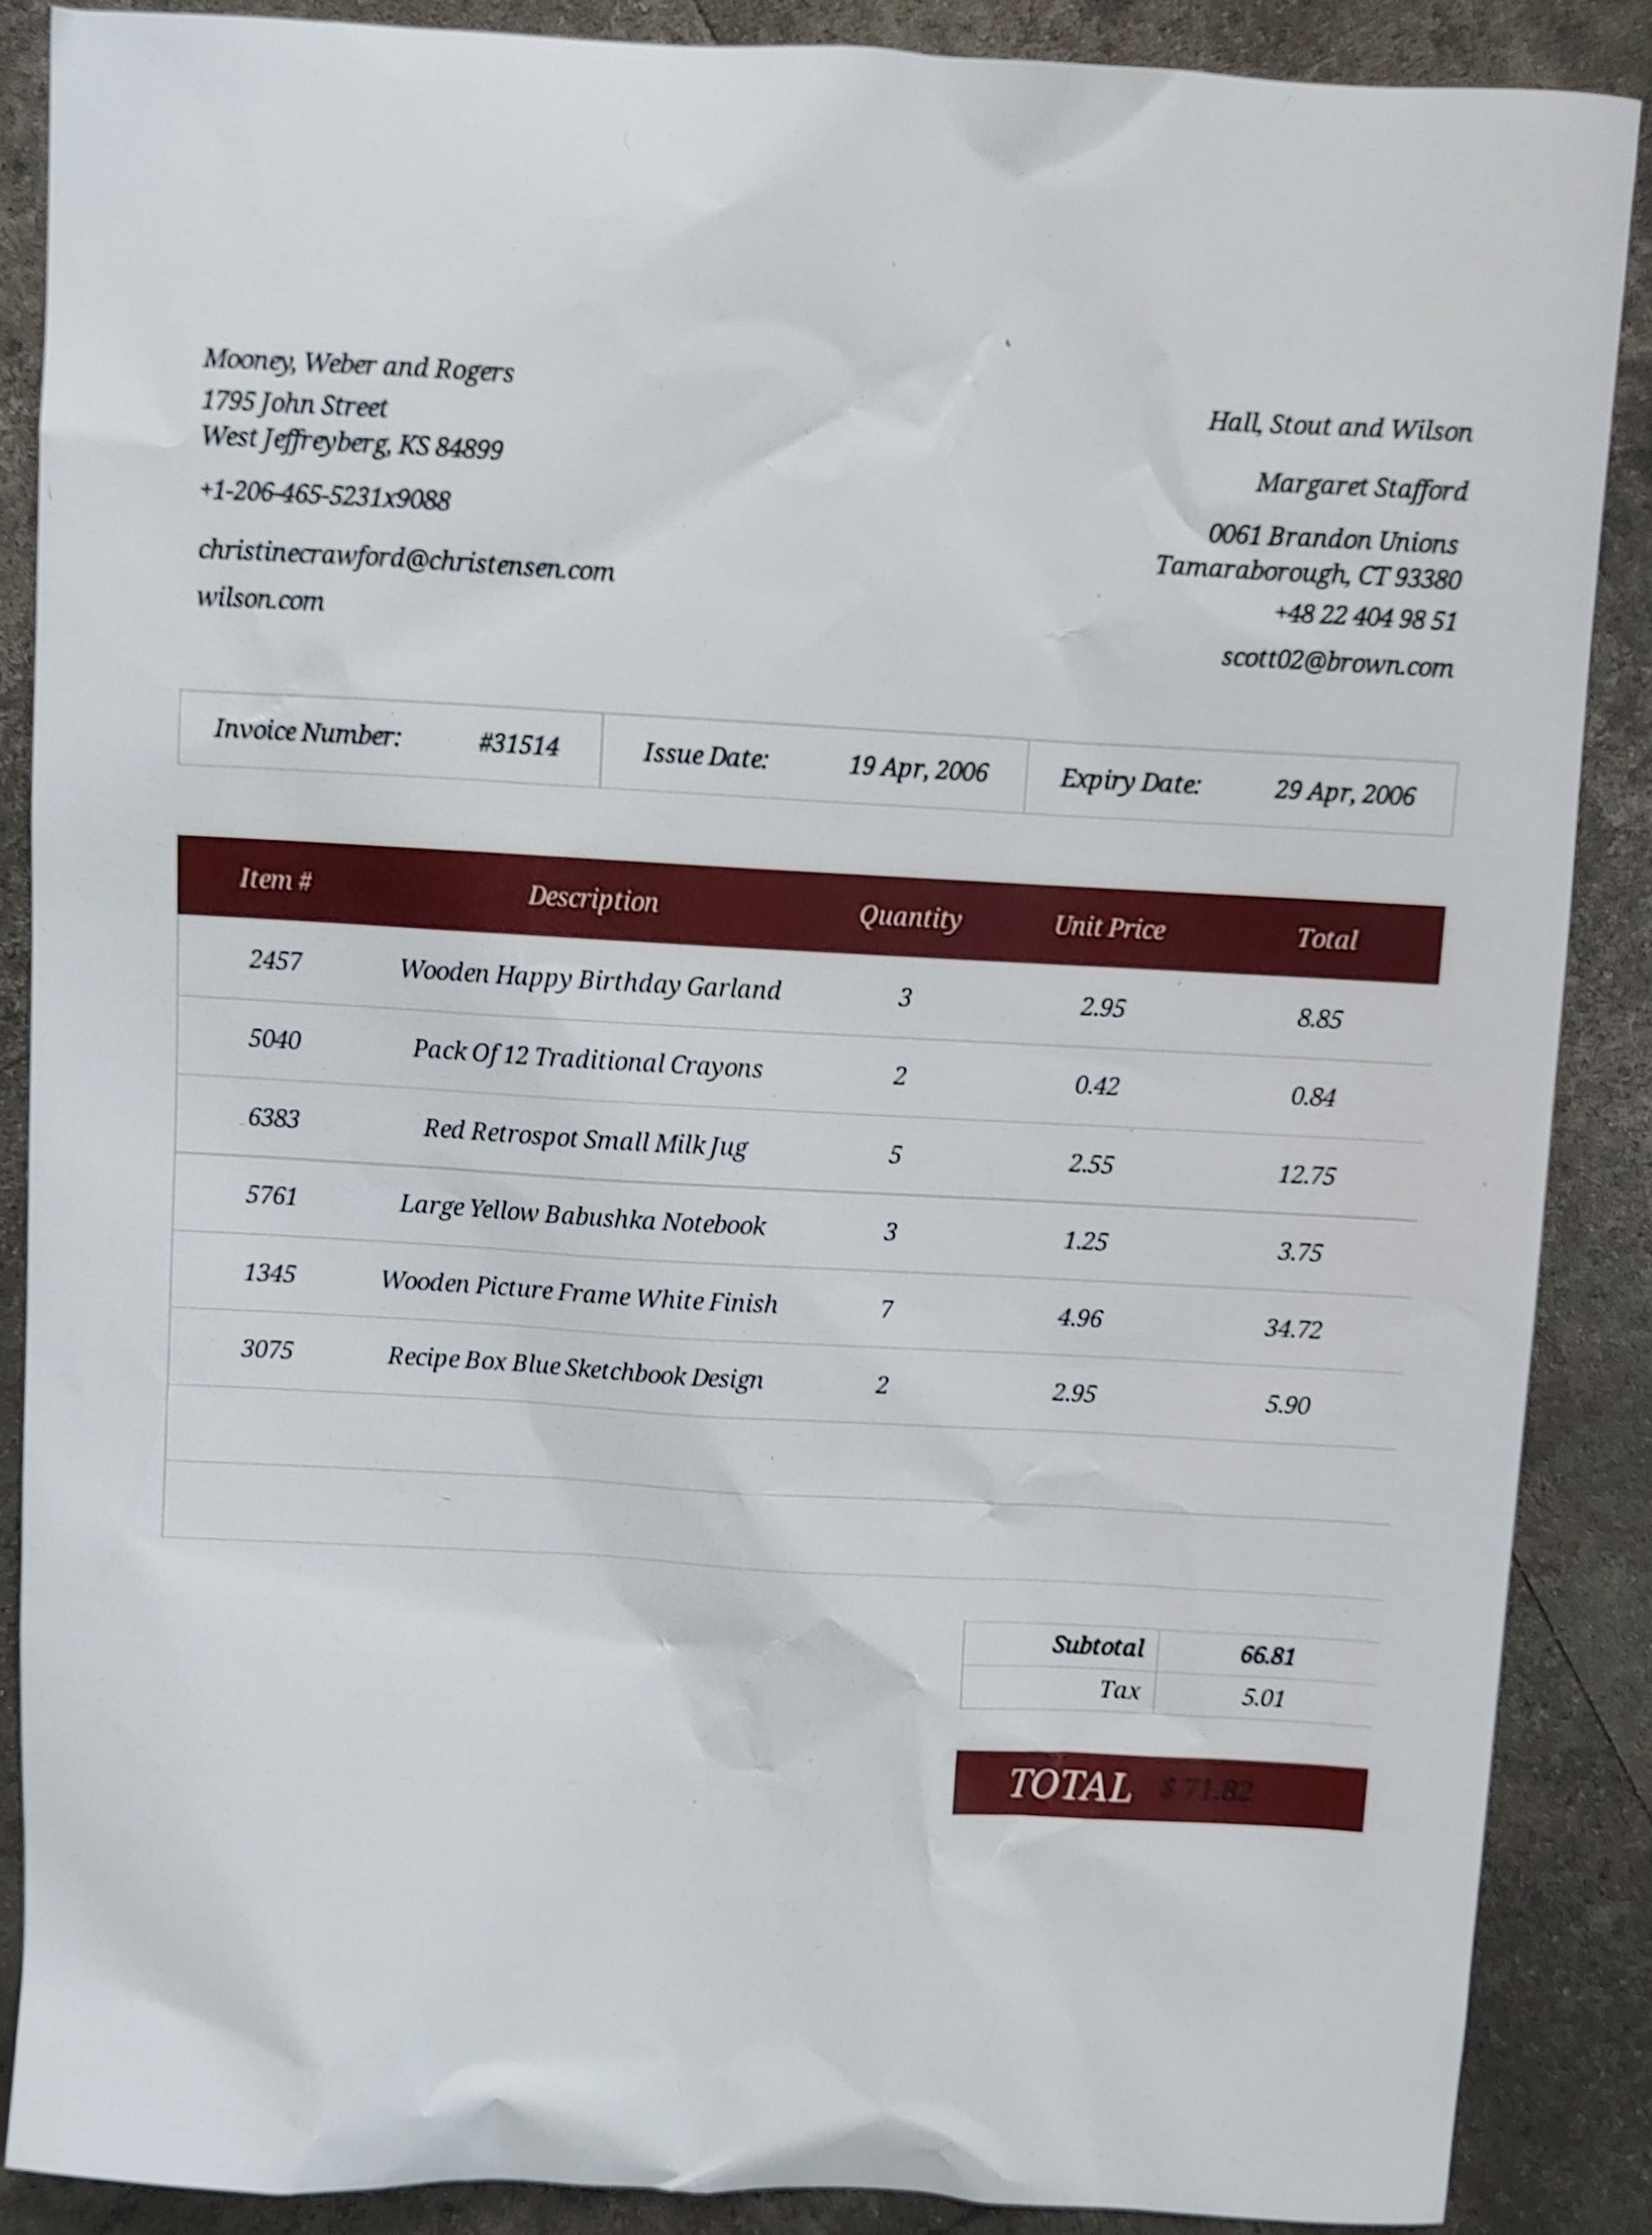 Mooney, Weber and Rogers
1795 John Street
West Jeffreyberg, KS 84899
+1-206-465-5231x9088
christinecrawford@christensen.com
wilson.com
Hall, Stout and Wilson
Margaret Stafford
0061 Brandon Unions
Tamaraborough, CT 93380
+48 22 404 98 51
scott02@brown.com
Invoice Number: #31514 Issue Date: 19 Apr, 2006 Expiry Date: 29 Apr, 2006
Item # Description Quantity Unit Price Total
2457 Wooden Happy Birthday Garland 3 2.95 8.85
5040 Pack Of 12 Traditional Crayons 2 0.42 0.84
6383 Red Retrospot Small Milk Jug 5 2.55 12.75
5761 Large Yellow Babushka Notebook 3 1.25 3.75
1345 Wooden Picture Frame White Finish 7 4.96 34.72
3075 Recipe Box Blue Sketchbook Design 2 2.95 5.90
Subtotal 66.81
Tax 5.01
TOTAL $ 71.82